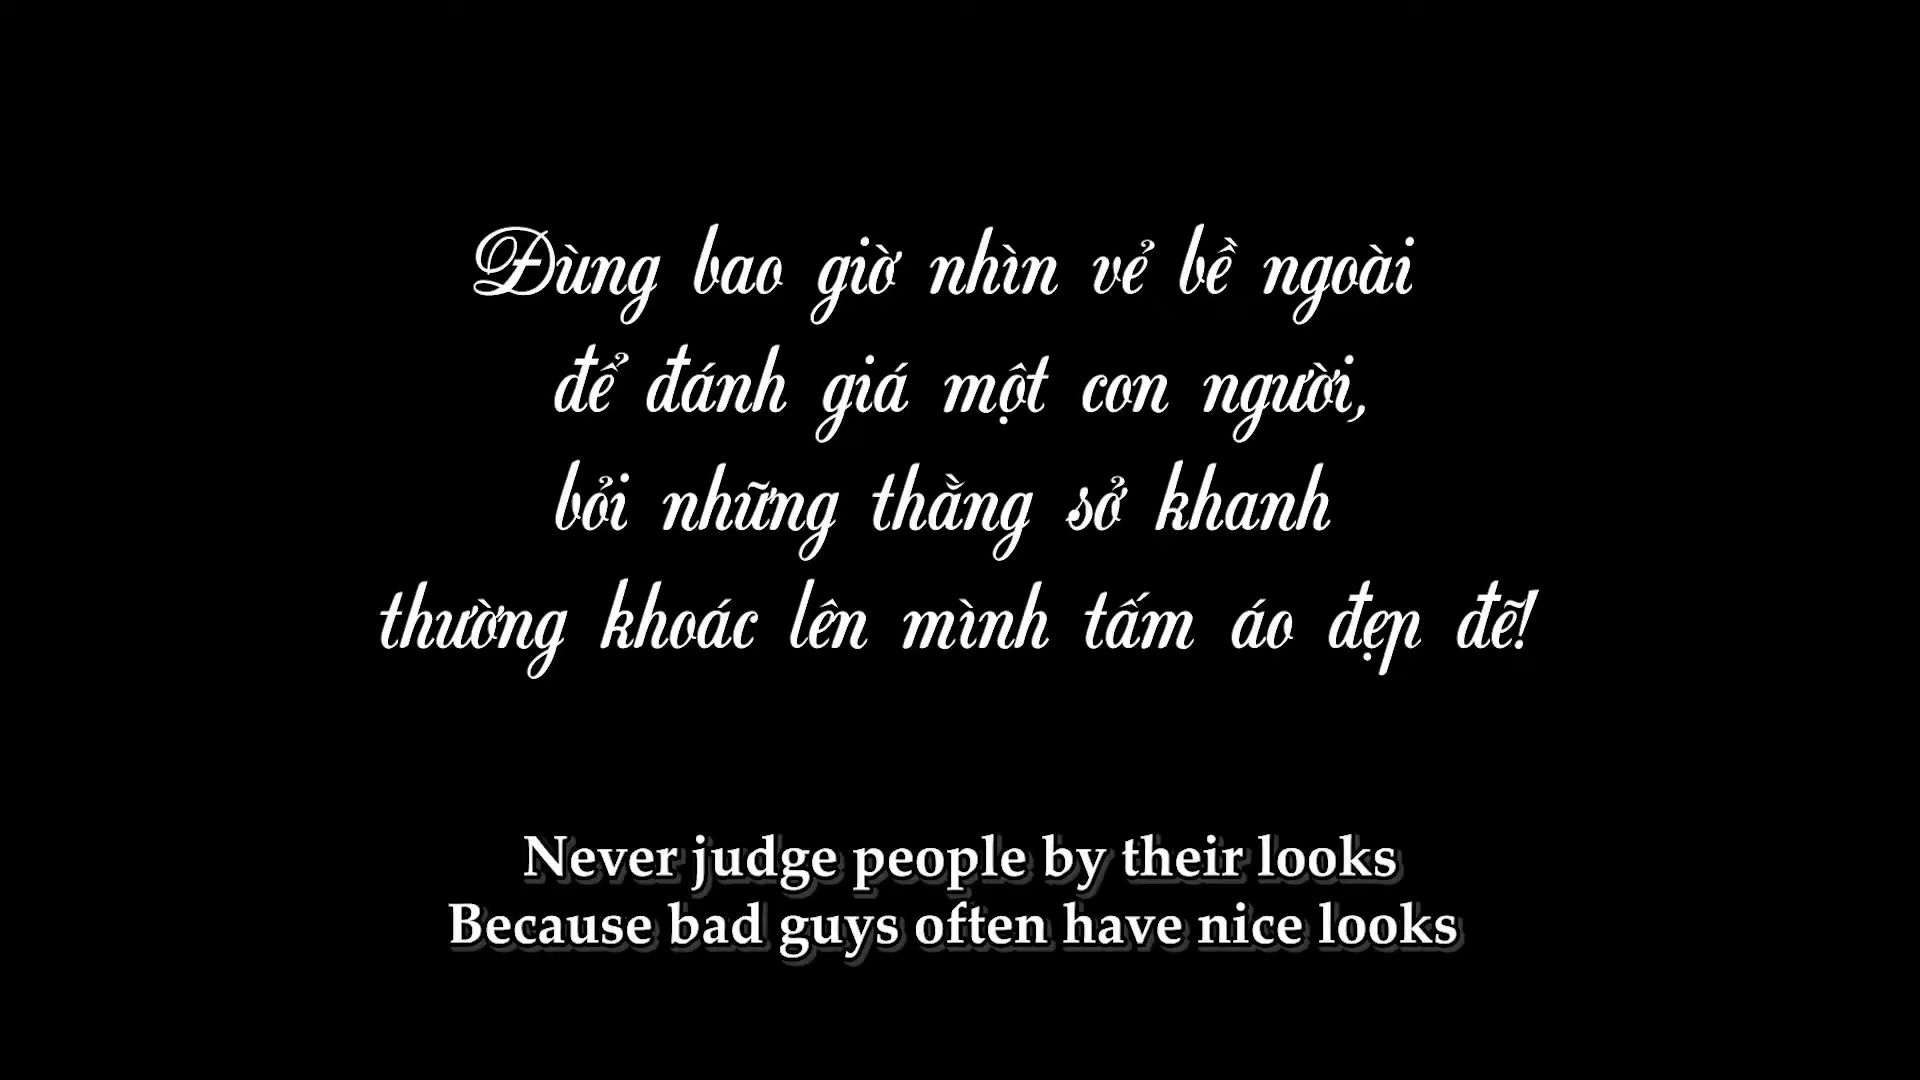 Đùng bao giờ nhìn vẻ bề ngoài
để đánh giá một con người,
bởi những thằng sở khanh
thường khoác lên mình tấm áo đẹp đẽ!
Never judge people by their looks
Because bad guys often have nice looks